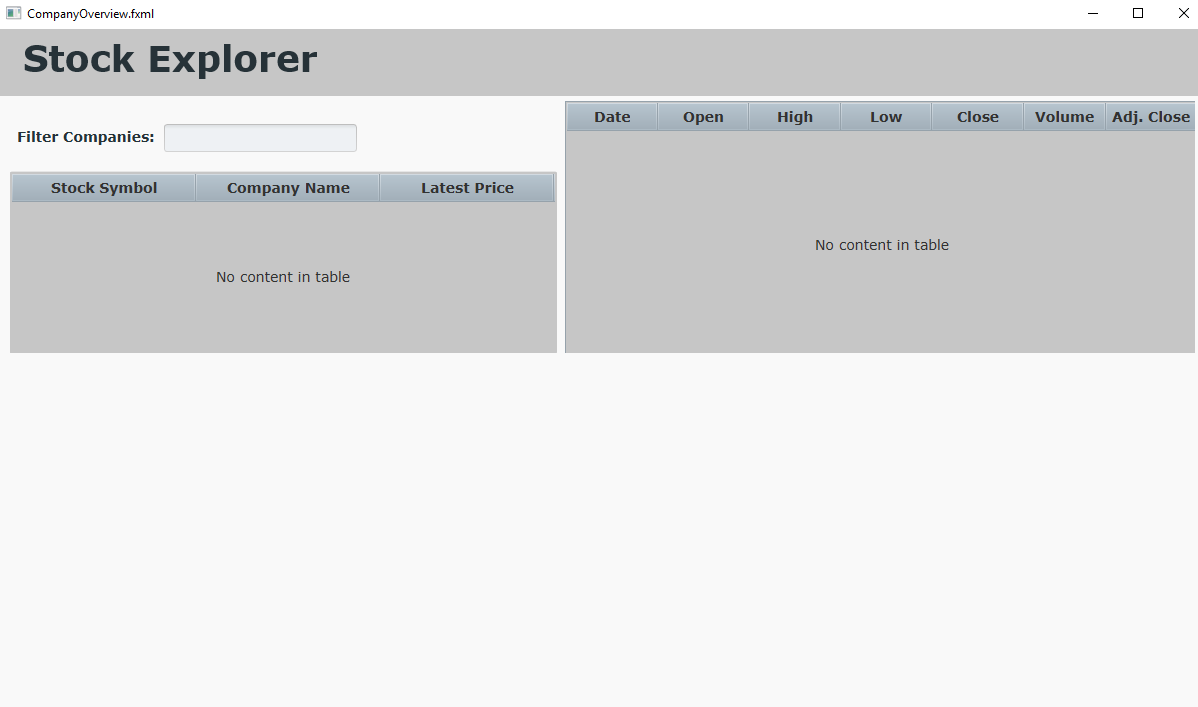 CompanyOverview.fxml
Stock Explorer
Filter Companies:
Stock Symbol Company Name Latest Price
No content in table
Date Open High Low Close Volume Adj. Close
No content in table